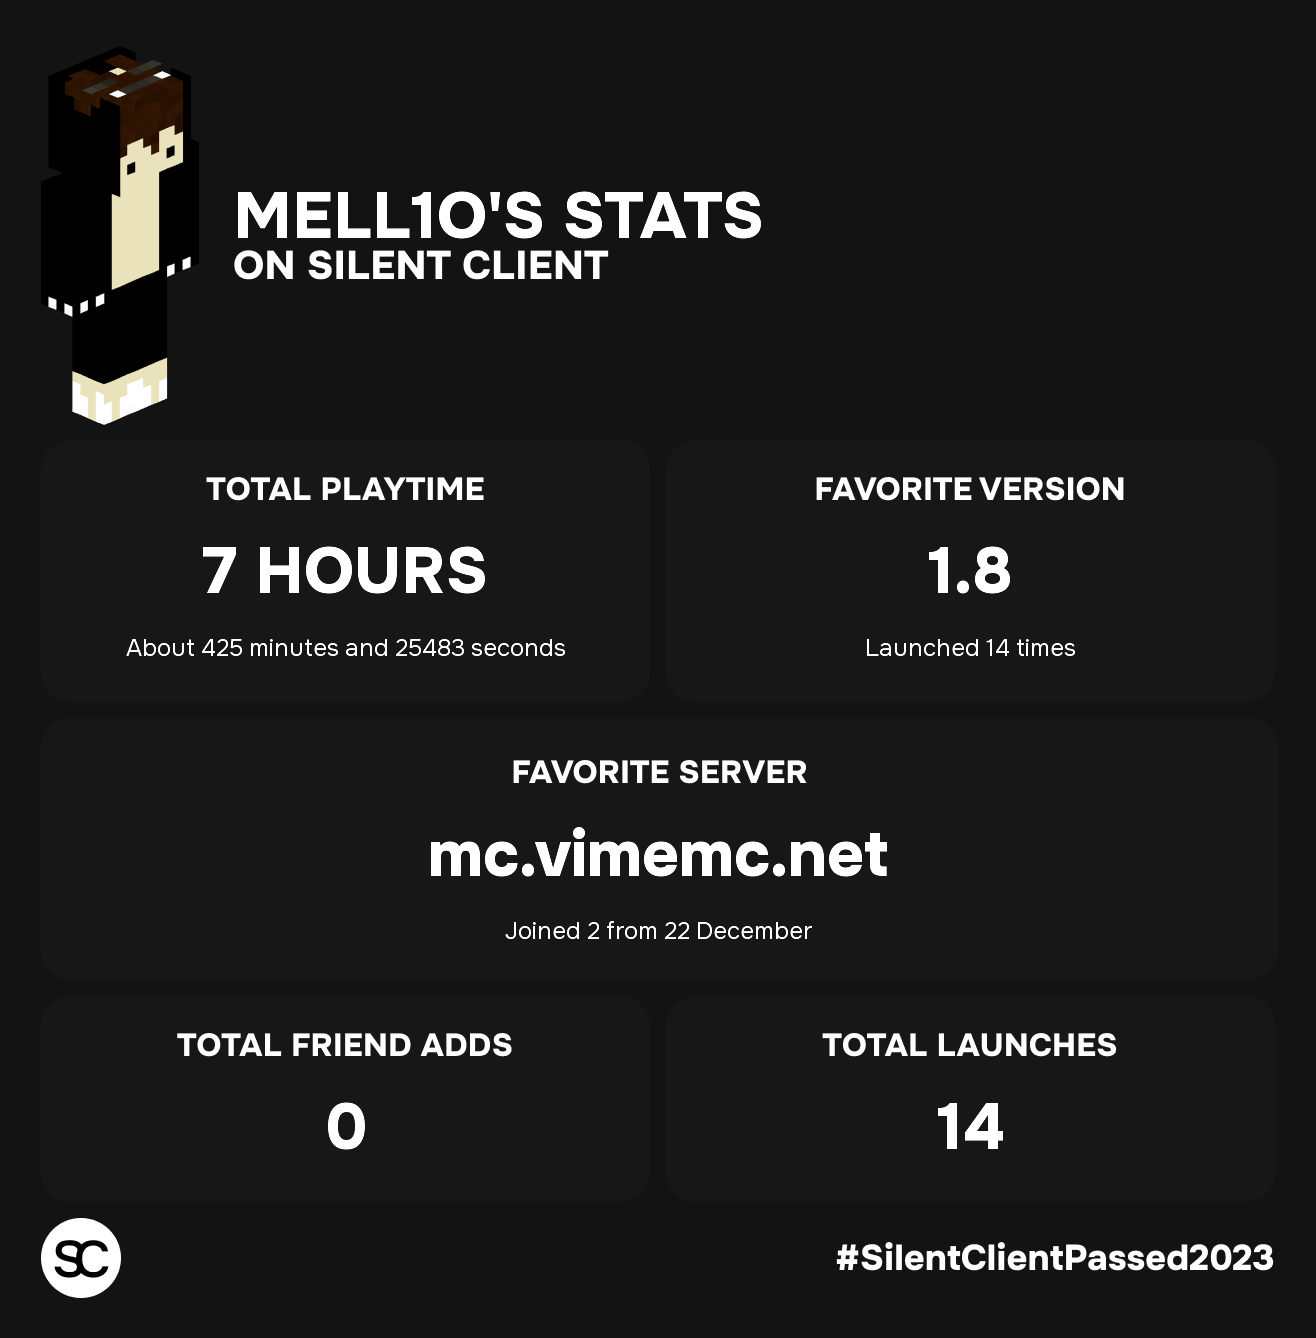 MELL1O'S STATS
ON SILENT CLIENT
TOTAL PLAYTIME
7 HOURS
About 425 minutes and 25483 seconds
FAVORITE VERSION
1.8
Launched 14 times
FAVORITE SERVER
mc.vimemc.net
Joined 2 from 22 December
TOTAL FRIEND ADDS
0
TOTAL LAUNCHES
14
SC
#SilentClientPassed2023